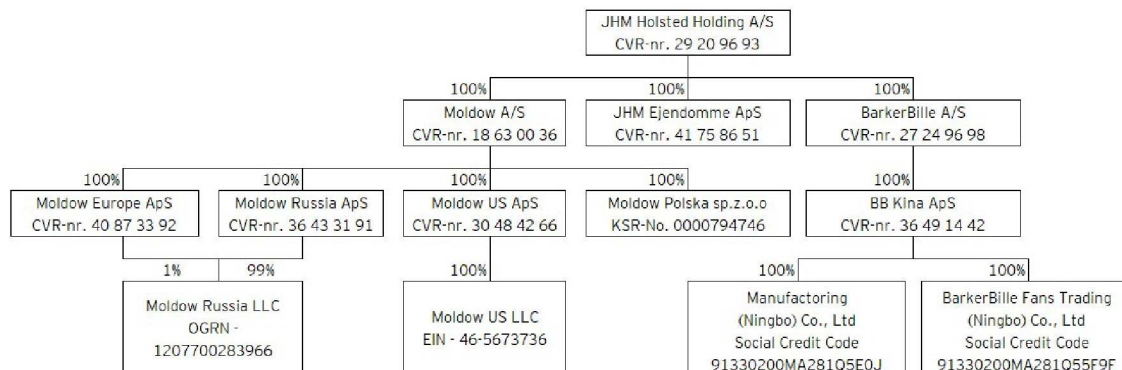 JHM Holsted Holding A/S
CVR-nr. 29 20 96 93
100%
100%
100%
Moldow A/S
CVR-nr. 18 63 00 36
JHM Ejendomme ApS
CVR-nr. 41 75 86 51
BarkerBille A/S
CVR-nr. 27 24 96 98
100%
100%
100%
100%
100%
Moldow Europe ApS
CVR-nr. 40 87 33 92
Moldow Russia ApS
CVR-nr. 36 43 31 91
Moldow US ApS
CVR-nr. 30 48 42 66
Moldow Polska sp.z.o.o
KSR-No. 0000794746
BB Kina ApS
CVR-nr. 36 49 14 42
1%
99%
100%
100%
100%
Moldow Russia LLC
OGRN -
1207700283966
Moldow US LLC
EIN - 46-5673736
Manufactoring
(Ningbo) Co., Ltd
Social Credit Code
91330200MA281Q5E0J
BarkerBille Fans Trading
(Ningbo) Co., Ltd
Social Credit Code
91330200MA281Q55F9F